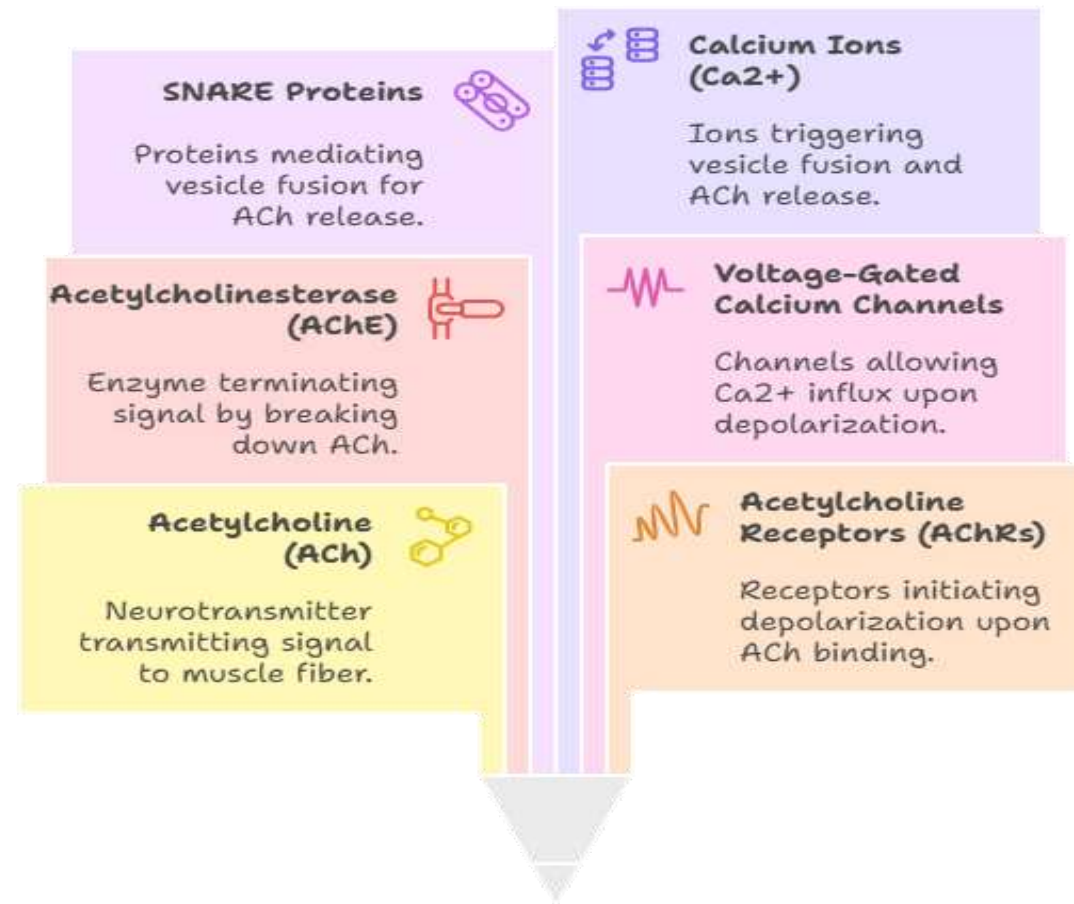 SNARE Proteins
Proteins mediating
vesicle fusion for
ACh release.
Calcium Ions
(Ca2+)
Ions triggering
vesicle fusion and
ACh release.
Acetylcholinesterase
(AChE)
Enzyme terminating
signal by breaking
down ACh.
Voltage-Gated
Calcium Channels
Channels allowing
Ca2+ influx upon
depolarization.
Acetylcholine
(ACh)
Neurotransmitter
transmitting signal
to muscle fiber.
Acetylcholine
Receptors (AChRs)
Receptors initiating
depolarization upon
ACh binding.